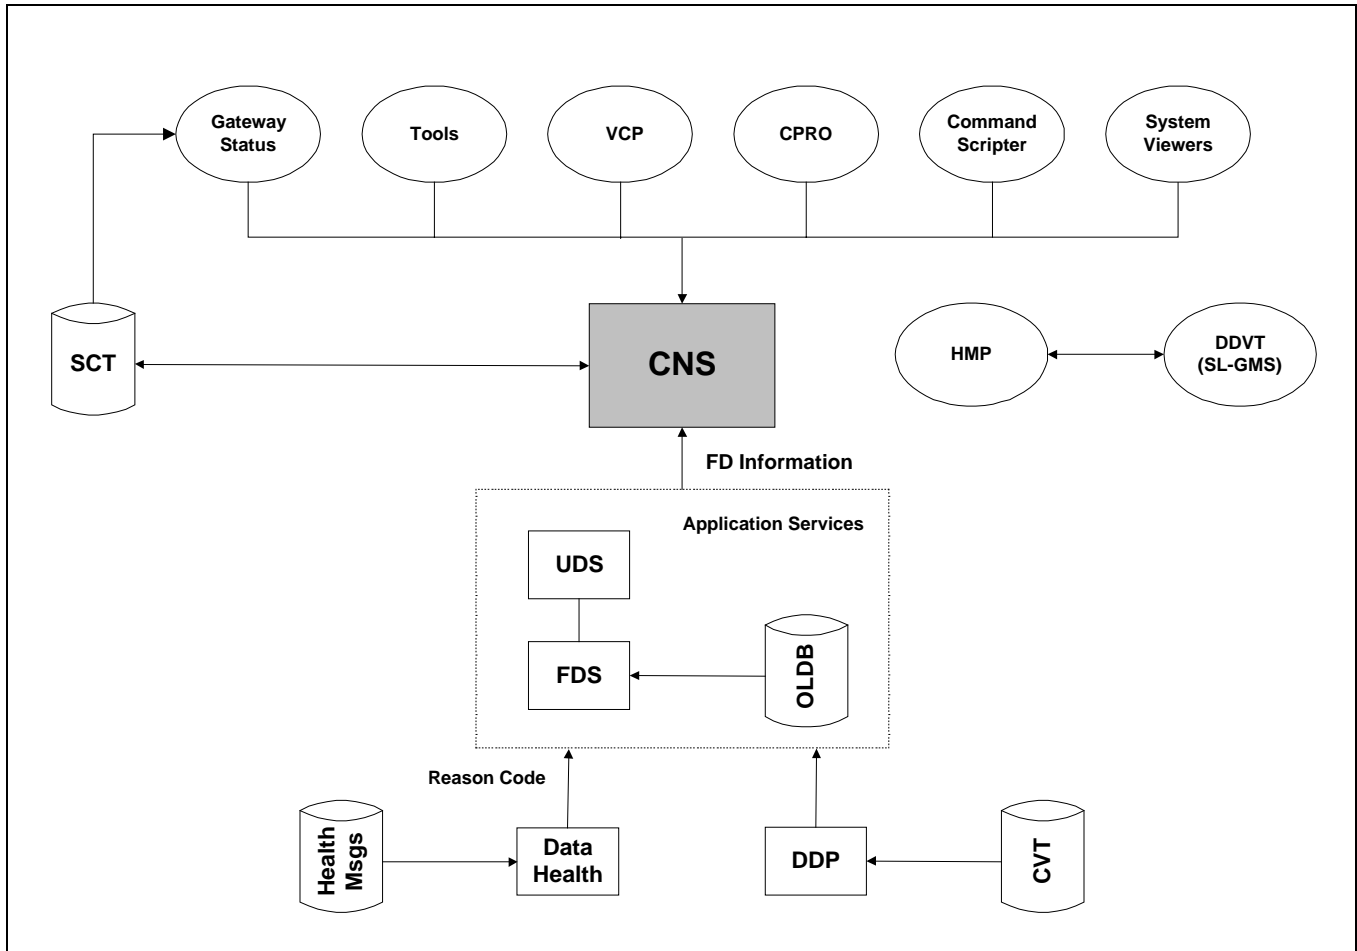 Gateway
Status
Tools
VCP
CPRO
Command
Scripter
System
Viewers
SCT
CNS
HMP
DDVT
(SL-GMS)
FD Information
Application Services
UDS
FDS
OLDB
Reason Code
Health
Msgs
Data
Health
DDP
CVT